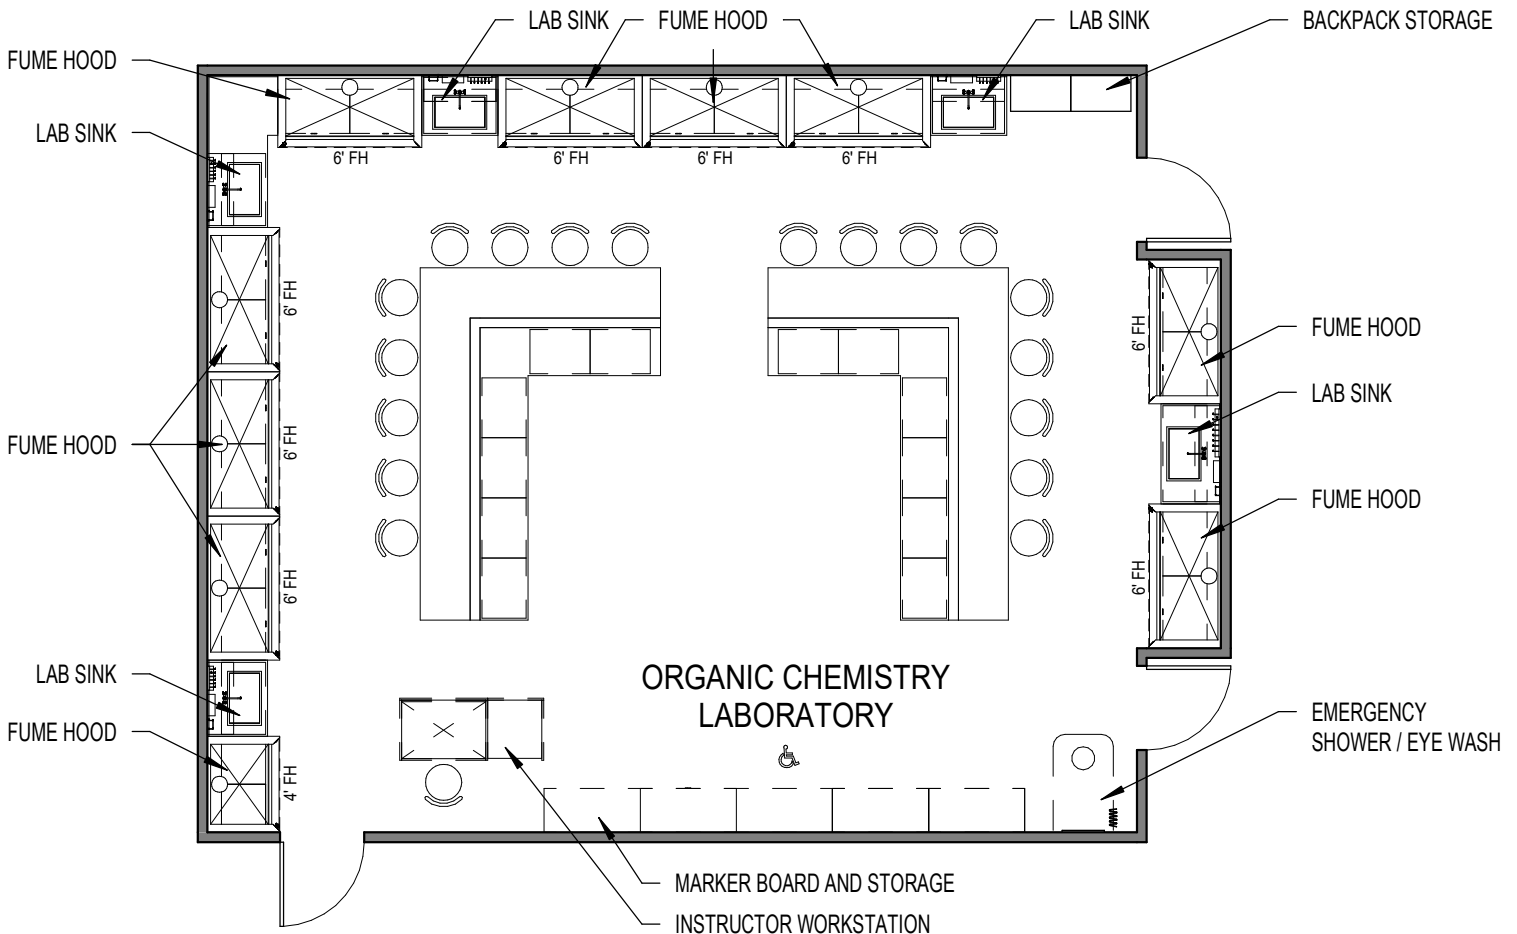 LAB SINK
FUME HOOD
LAB SINK
BACKPACK STORAGE
FUME HOOD
LAB SINK
6' FH
6' FH
6' FH
6' FH
6' FH
6' FH
FUME HOOD
LAB SINK
FUME HOOD
6' FH
FUME HOOD
6' FH
6' FH
LAB SINK
ORGANIC CHEMISTRY
LABORATORY
FUME HOOD
4' FH
EMERGENCY
SHOWER / EYE WASH
MARKER BOARD AND STORAGE
INSTRUCTOR WORKSTATION